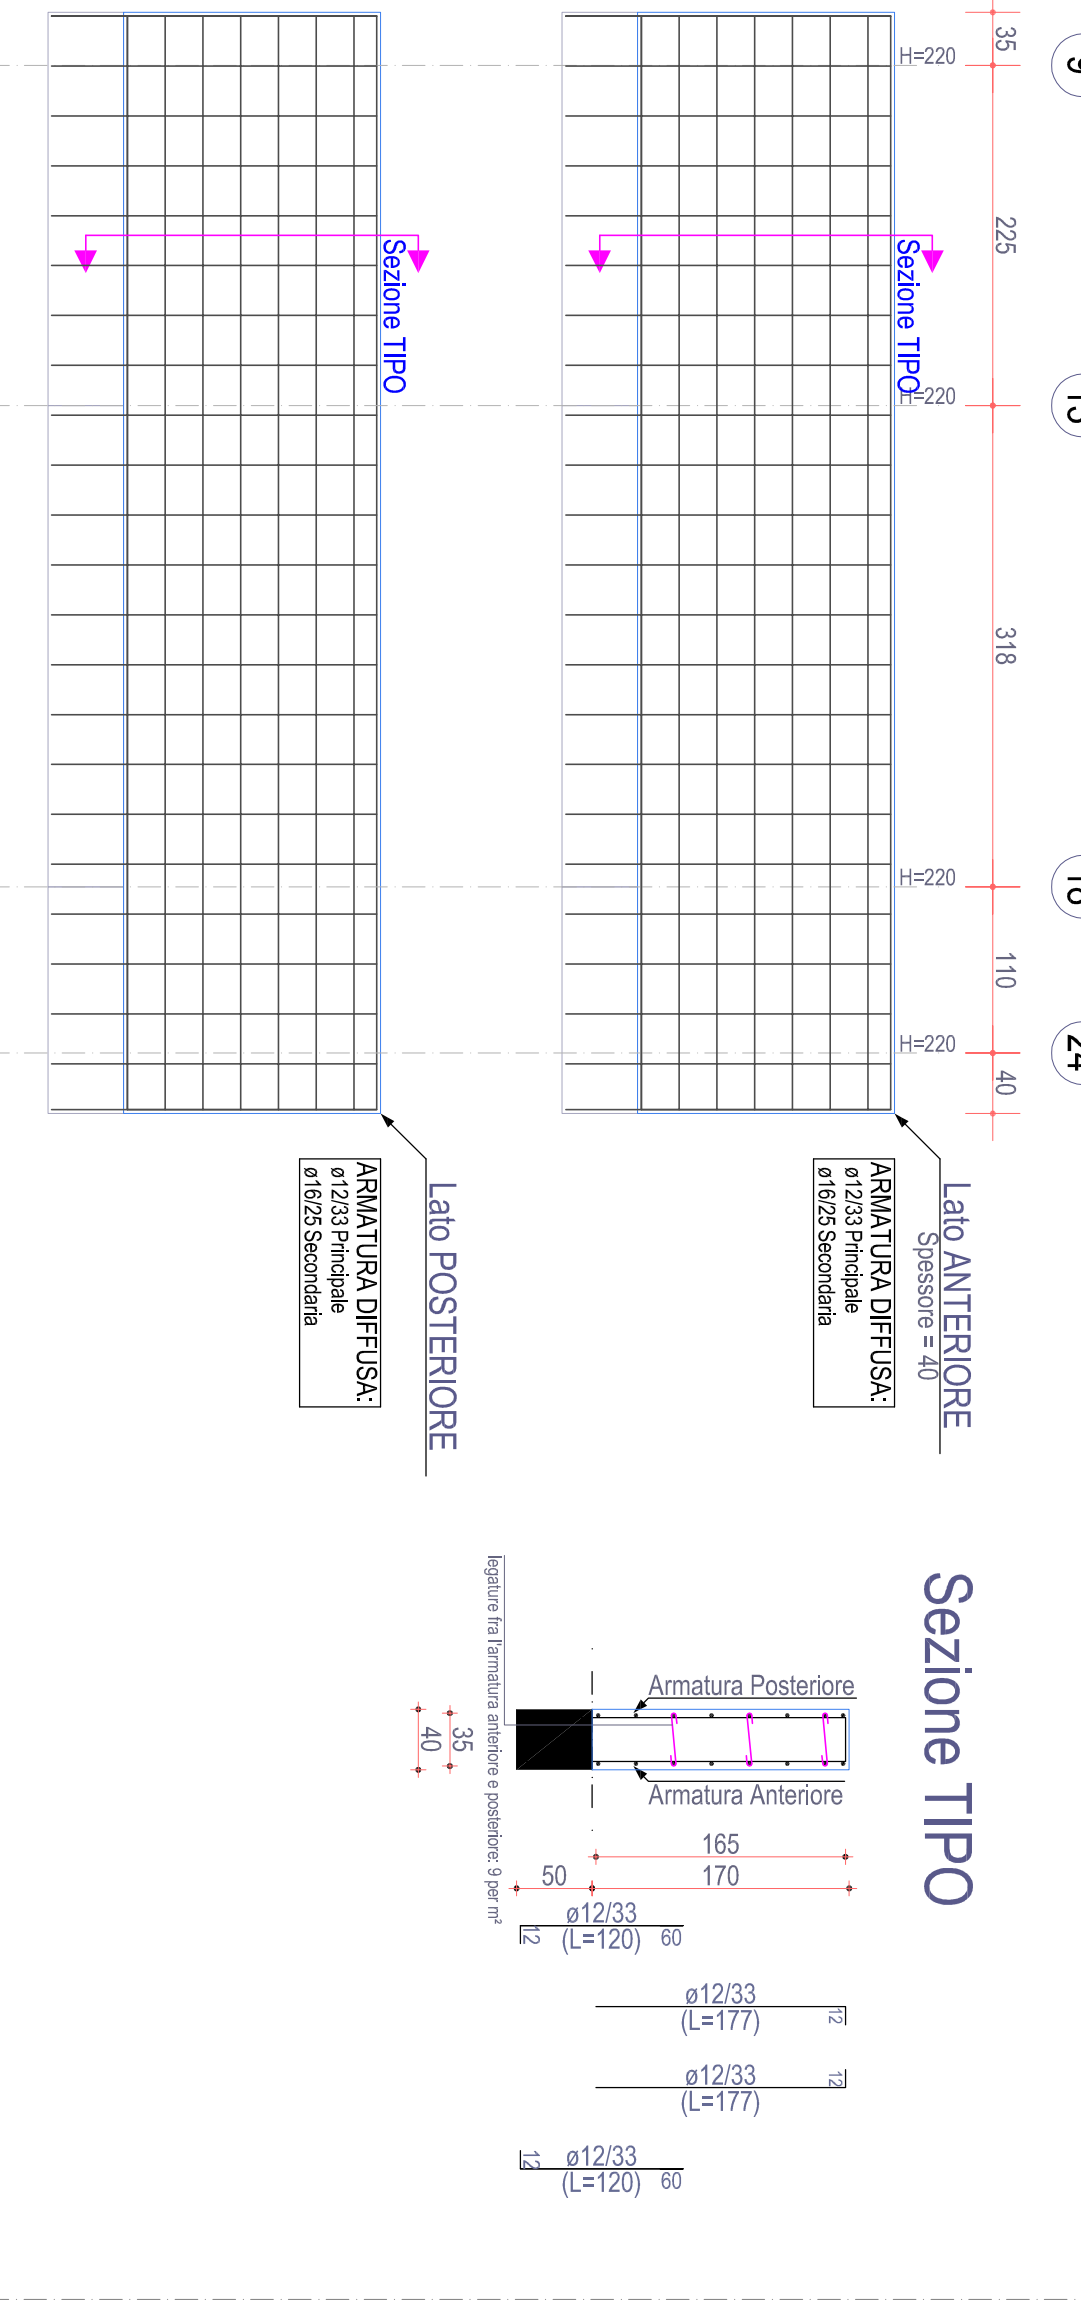 9
35
H=220
225
Sezione TIPO
Sezione TIPO
H=220
318
H=220
110
24
H=220
40
Lato ANTERIORE
Spessore = 40
ARMATURA DIFFUSA:
ø12/33 Principale
ø16/25 Secondaria
Lato POSTERIORE
ARMATURA DIFFUSA:
ø12/33 Principale
ø16/25 Secondaria
Sezione TIPO
legature fra l'armatura anteriore e posteriore: 9 per m²
Armatura Posteriore
Armatura Anteriore
35
40
165
50
170
ø12/33
12
(L=120)
60
ø12/33
(L=177)
12
ø12/33
(L=177)
12
ø12/33
12
(L=120)
60